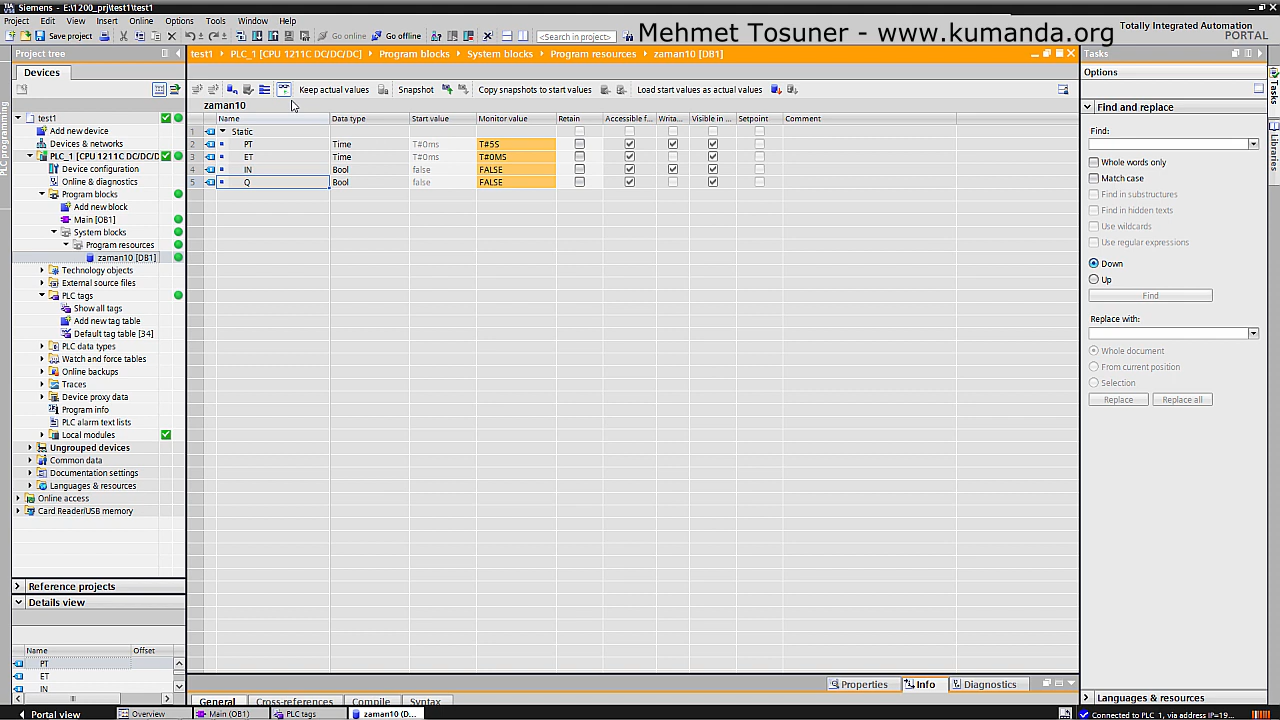 Siemens - E:\1200_prj\test1\test1
Project Edit View Insert Online Options Tools Window Help
Mehmet Tosuner - www.kumanda.org
Totally Integrated Automation
PORTAL
Save project
Go online
Go offline
<Search in project>
Project tree
test1 PLC_1 [CPU 1211C DC/DC/DC] Program blocks System blocks Program resources zaman10 [DB1]
Tasks
Devices
Options
Keep actual values
Snapshot
Copy snapshots to start values
Load start values as actual values
zaman10
Name Data type Start value Monitor value Retain Accessible f... Writa... Visible in ... Setpoint Comment
1 Static
2 PT Time T#0ms T#5S
3 ET Time T#0ms T#0MS
4 IN Bool false FALSE
5 Q Bool false FALSE
test1
Add new device
Devices & networks
PLC_1 [CPU 1211C DC/DC/D
Device configuration
Online & diagnostics
Program blocks
Add new block
Main [OB1]
System blocks
Program resources
zaman10 [DB1]
Technology objects
External source files
PLC tags
Show all tags
Add new tag table
Default tag table [34]
PLC data types
Watch and force tables
Online backups
Traces
Device proxy data
Program info
PLC alarm text lists
Local modules
Ungrouped devices
Common data
Documentation settings
Languages & resources
Online access
Card Reader/USB memory
Reference projects
Details view
Name Offset
PT
ET
IN
PLC programming
Find and replace
Find:
Whole words only
Match case
Find in substructures
Find in hidden texts
Use wildcards
Use regular expressions
Down
Up
Find
Replace with:
Whole document
From current position
Selection
Replace Replace all
Languages & resources
Tasks
Libraries
Properties Info Diagnostics
General Cross-references Compile Syntax
Portal view Overview Main (OB1) PLC tags zaman10 (D...
Connected to PLC_1, via address IP=19...